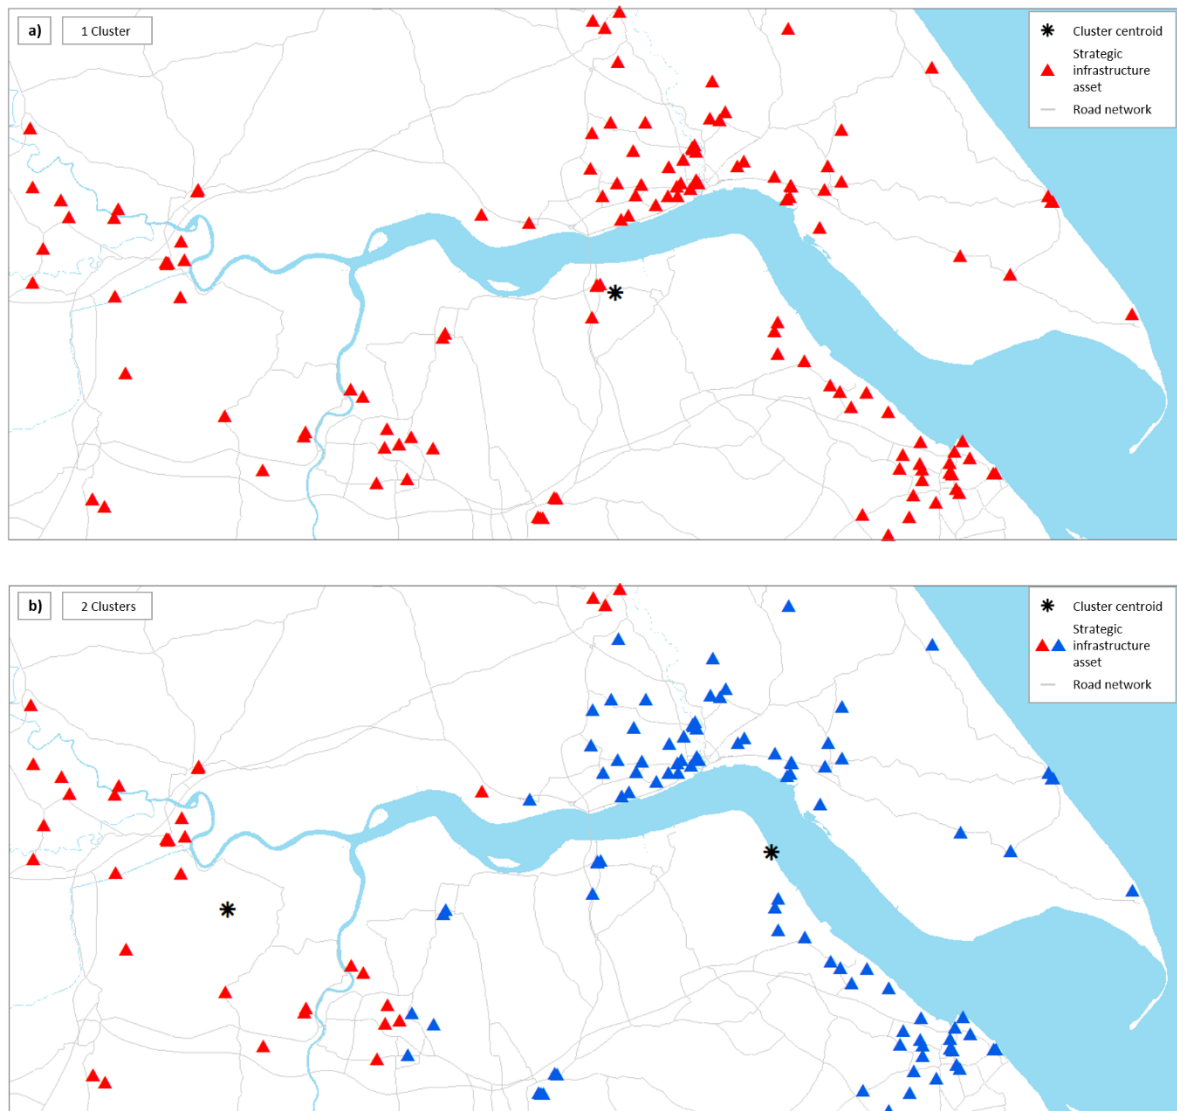 a)
1 Cluster
Cluster centroid
Strategic
infrastructure
asset
Road network
b)
2 Clusters
Cluster centroid
Strategic
infrastructure
asset
Road network